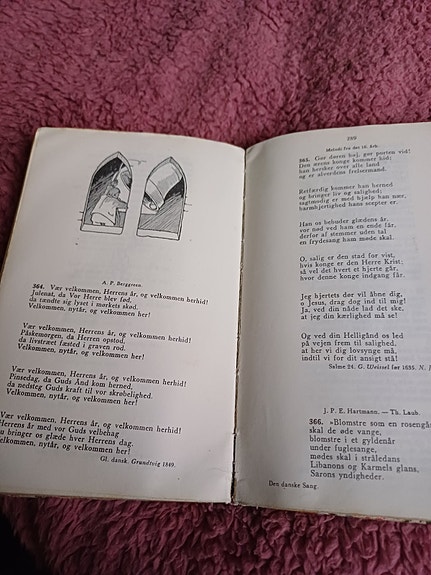 A. P. Berggreen.
364. Vær velkommen, Herrens år, og velkommen herhid!
Julenat, da Vor Herre blev fød,
da tændte sig lyset i mørkets skød.
Velkommen, nytår, og velkommen her!
Vær velkommen, Herrens år, og velkommen herhid!
Påskemorgen, da Herren opstod,
da livstræet fæsted i graven rod.
Velkommen, nytår, og velkommen her!
Vær velkommen, Herrens år, og velkommen herhid!
Pinsedag, da Guds Ånd kom herned,
da nedsteg Guds kraft til vor skrøbelighed.
Velkommen, nytår, og velkommen her!
Vær velkommen, Herrens år, og velkommen herhid!
Herrens år med vor Guds velbehag
nu bringer os glæde hver Herrens dag.
Velkommen, nytår, og velkommen her!
Gl. dansk. Grundtvig 1849.
289
Melodi fra det 16. årh.
365. Gør døren høj, gør porten vid!
Den ærens konge kommer hid;
han hersker over alle land
og er alverdens frelsermand.
Retfærdig kommer han herned
og bringer liv og salighed;
sagtmodig er med hjælp han nær,
barmhjertighed hans scepter er.
Han os bebuder glædens år,
vor nød ved ham en ende får,
derfor af stemmer uden tal
en frydesang ham møde skal.
O, salig er den stad for vist,
hvis konge er den Herre Krist;
så vel det hvert et hjerte går,
hvor denne konge indgang får.
Jeg hjertets dør vil åbne dig,
o Jesus, drag dog ind til mig!
Ja, ved din nåde lad det ske,
at jeg din kærlighed må se!
Og ved din Helligånd os led
på vejen frem til salighed,
at her vi dig lovsynge må,
indtil vi for dit ansigt stå!
Salme 24. G. Weissel før 1635. N.
J. P. E. Hartmann. — Th. Laub.
366. »Blomstre som en rosengår
skal de øde vange,
blomstre i et gyldenår
under fuglesange,
mødes skal i stråledans
Libanons og Karmels glans,
Sarons yndigheder.
Den danske Sang.